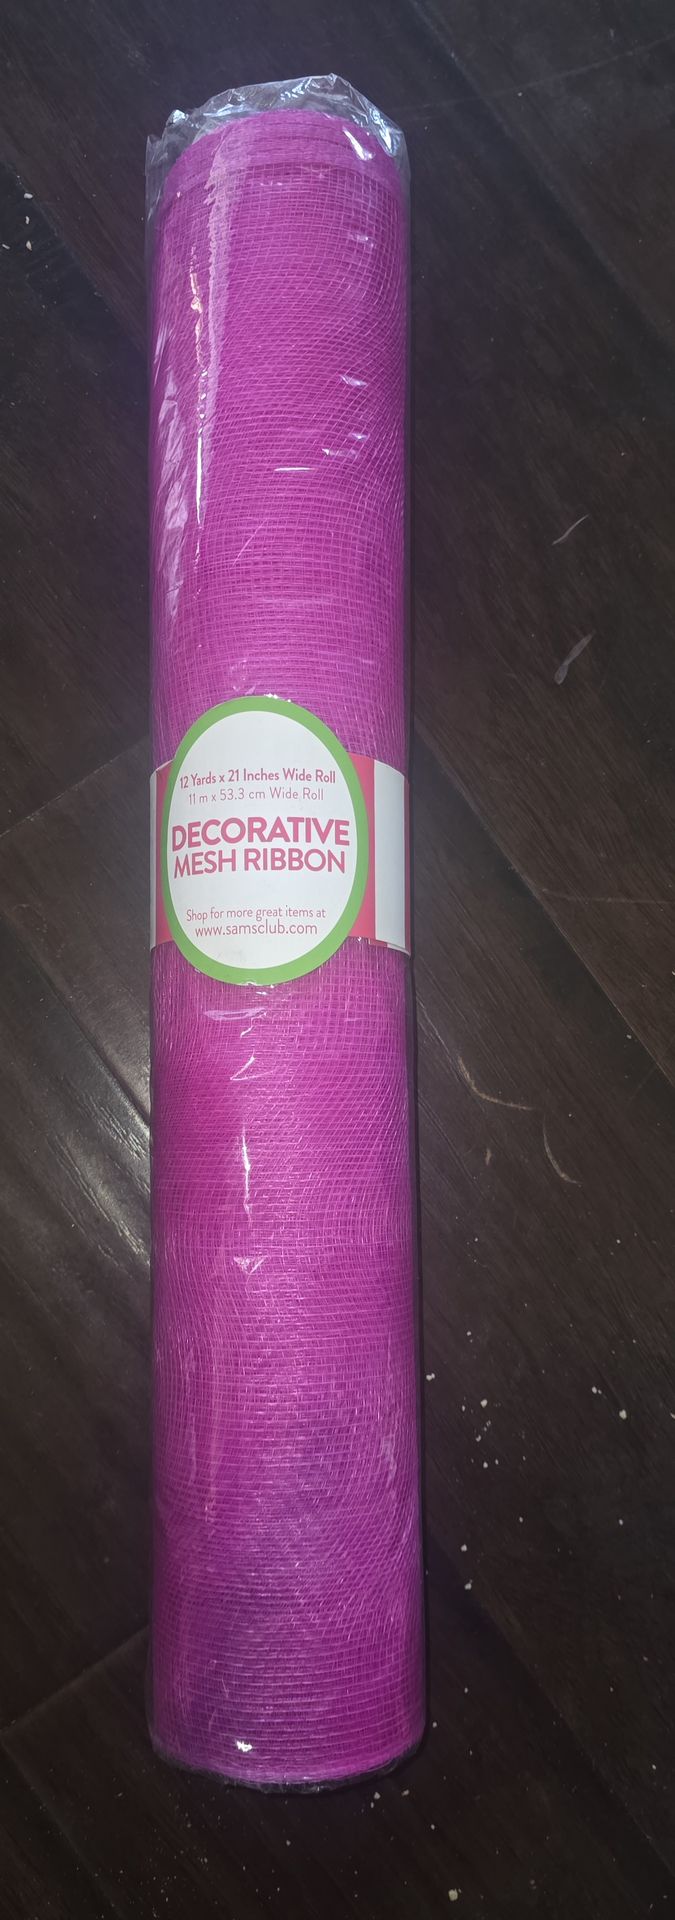 12 Yards x 21 Inches Wide Roll
11 m x 53.3 cm Wide Roll
DECORATIVE
MESH RIBBON
Shop for more great items at
www.samsclub.com